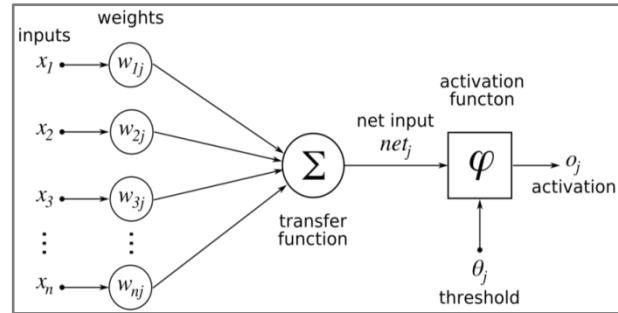 weights
inputs
x1 w1j
x2 w2j
x3 w3j
⋮ ⋮
xn wnj
Σ
transfer
function
net input
netj
activation
functon
φ
oj
activation
θj
threshold